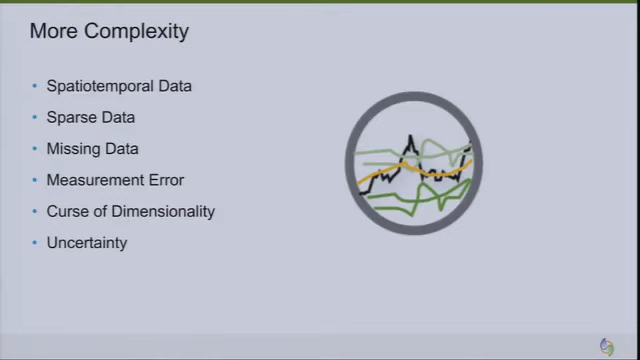 More Complexity
Spatiotemporal Data
Sparse Data
Missing Data
Measurement Error
Curse of Dimensionality
Uncertainty